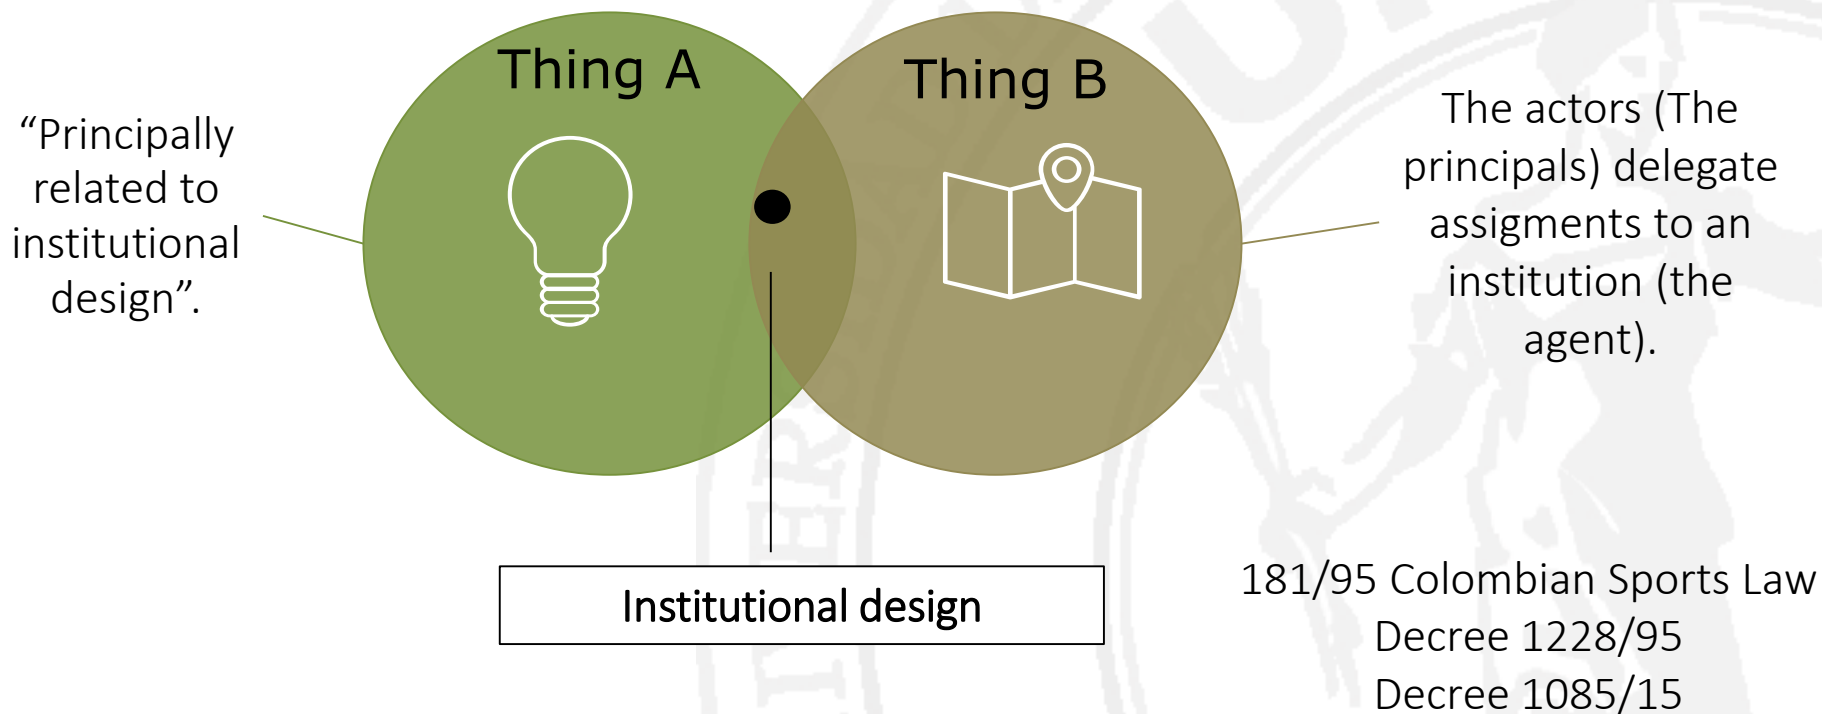 Thing A
Thing B
“Principally
related to
institutional
design”.
The actors (The
principals) delegate
assigments to an
institution (the
agent).
Institutional design
181/95 Colombian Sports Law
Decree 1228/95
Decree 1085/15